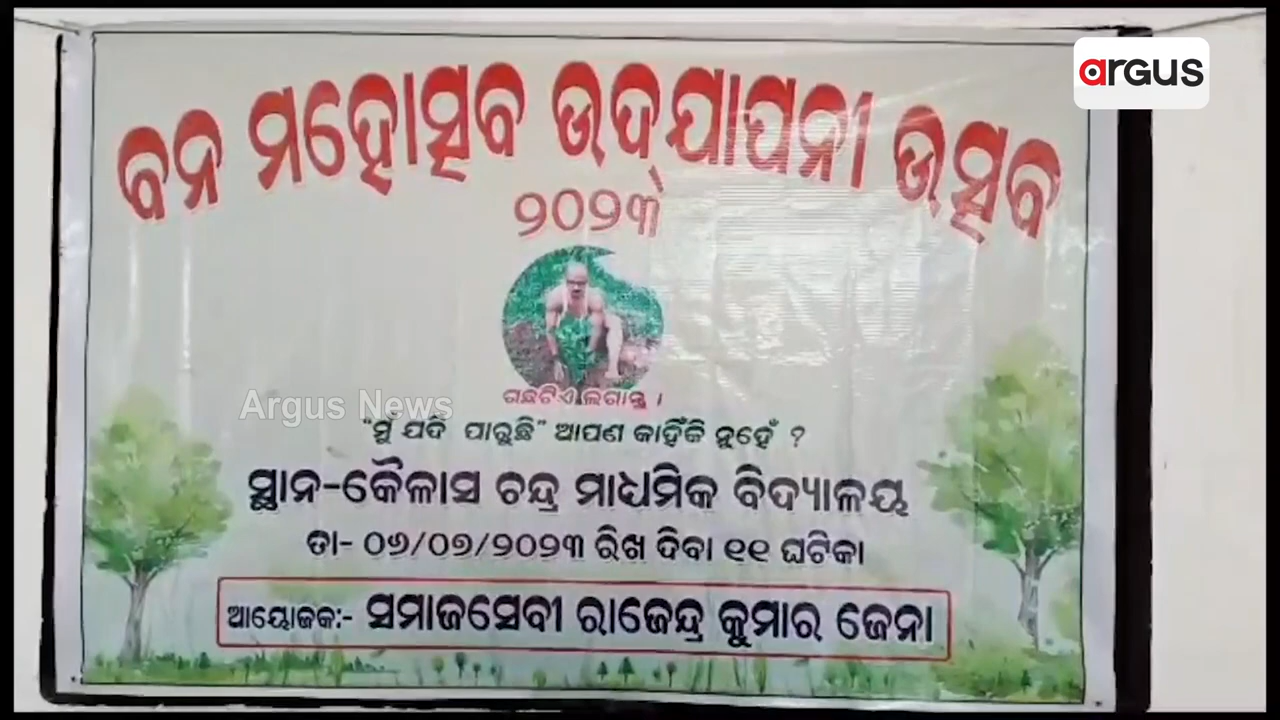 argus
ବନ ମହୋତ୍ସବ ଉଦ୍‌ଯାପନୀ ଉତ୍ସବ
୨୦୨୩
ଗଛଟିଏ ଲଗାନ୍ତୁ ।
Argus News
"ମୁଁ ଯଦି ପାରୁଛି" ଆପଣ କାହିଁକି ନୁହେଁ ?
ସ୍ଥାନ-କୈଳାସ ଚନ୍ଦ୍ର ମାଧ୍ୟମିକ ବିଦ୍ୟାଳୟ
ତା- ୦୬/୦୭/୨୦୨୩ ରିଖ ଦିବା ୧୧ ଘଟିକା
ଆୟୋଜକ:- ସମାଜସେବୀ ରାଜେନ୍ଦ୍ର କୁମାର ଜେନା